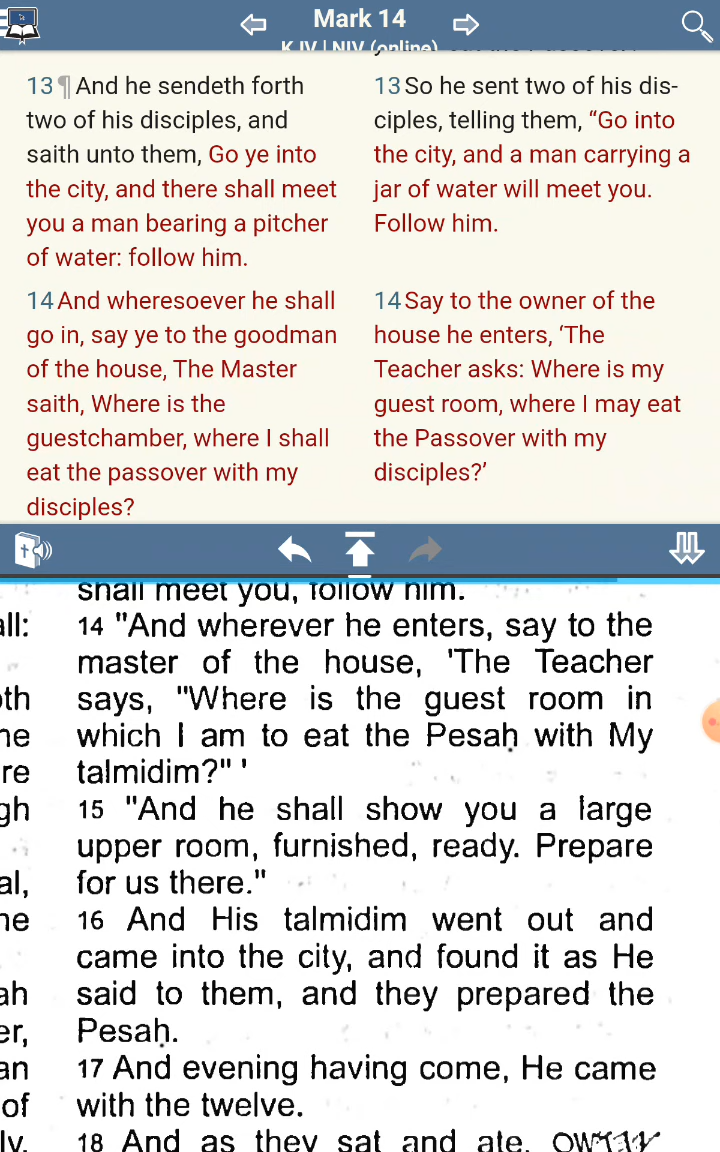 Mark 14
KJV | NIV (online)
13 ¶ And he sendeth forth
two of his disciples, and
saith unto them, Go ye into
the city, and there shall meet
you a man bearing a pitcher
of water: follow him.
14 And wheresoever he shall
go in, say ye to the goodman
of the house, The Master
saith, Where is the
guestchamber, where I shall
eat the passover with my
disciples?
13 So he sent two of his dis-
ciples, telling them, “Go into
the city, and a man carrying a
jar of water will meet you.
Follow him.
14 Say to the owner of the
house he enters, ‘The
Teacher asks: Where is my
guest room, where I may eat
the Passover with my
disciples?’
shall meet you, follow him.
14 "And wherever he enters, say to the
master of the house, 'The Teacher
says, "Where is the guest room in
which I am to eat the Pesaḥ with My
talmidim?" '
15 "And he shall show you a large
upper room, furnished, ready. Prepare
for us there."
16 And His talmidim went out and
came into the city, and found it as He
said to them, and they prepared the
Pesaḥ.
17 And evening having come, He came
with the twelve.
18 And as they sat and ate,